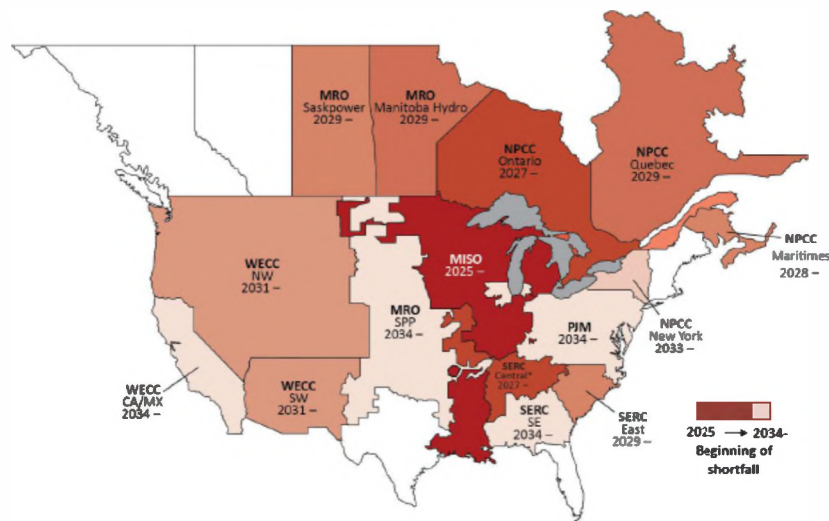 MRO
Saskpower
2029 –
MRO
Manitoba Hydro
2029 –
NPCC
Ontario
2027 –
NPCC
Quebec
2029 –
NPCC
Maritimes
2028 –
WECC
NW
2031 –
MISO
2025 –
MRO
SPP
2034 –
PJM
2034 –
NPCC
New York
2033 –
WECC
CA/MX
2034 –
WECC
SW
2031 –
SERC
Central*
2027 –
SERC
SE
2034 –
SERC
East
2029 –
2025 → 2034-
Beginning of
shortfall